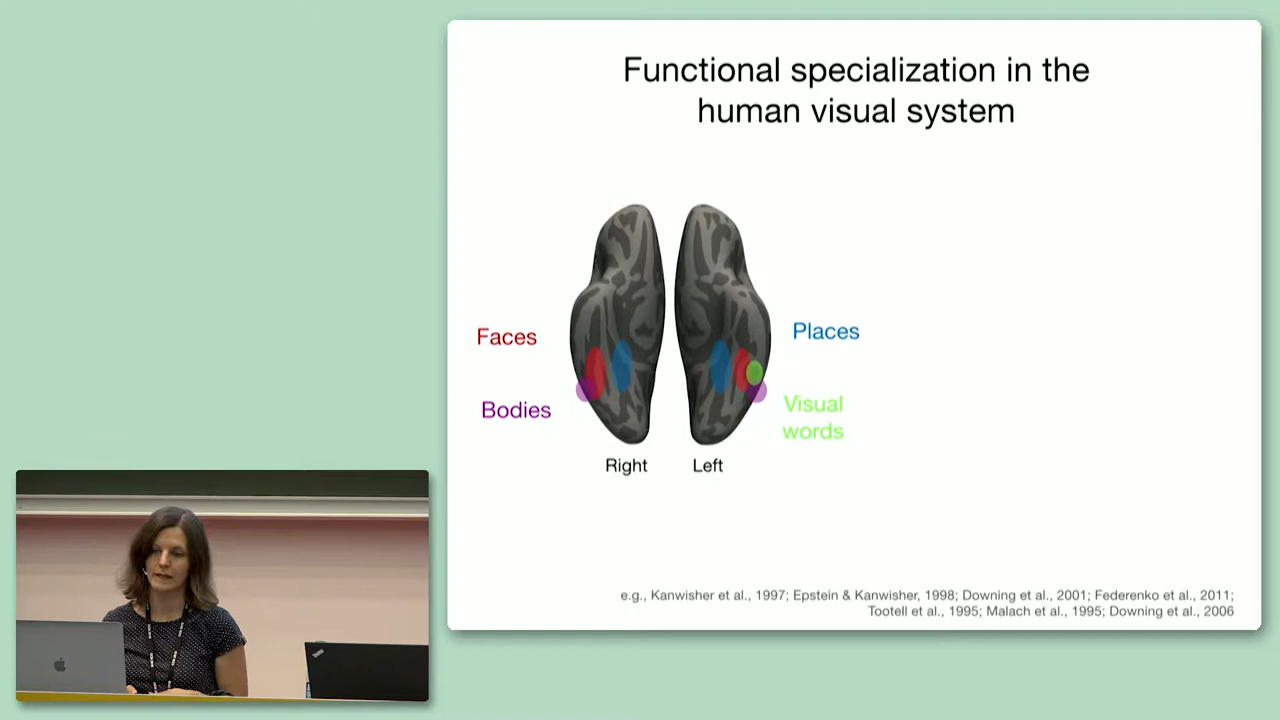 Functional specialization in the
human visual system
Faces
Places
Bodies
Visual
words
Right
Left
e.g., Kanwisher et al., 1997; Epstein & Kanwisher, 1998; Downing et al., 2001; Federenko et al., 2011;
Tootell et al., 1995; Malach et al., 1995; Downing et al., 2006